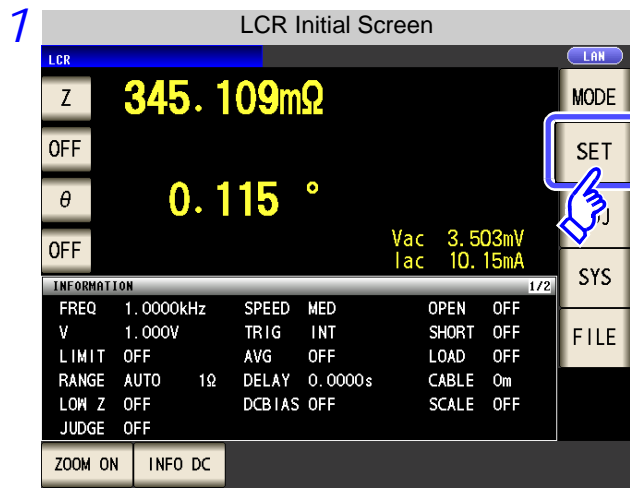 1
LCR Initial Screen
LCR
LAN
Z
345.109mΩ
MODE
OFF
SET
θ
0.115 °
J
OFF
Vac 3.503mV
Iac 10.15mA
SYS
INFORMATION 1/2
FREQ 1.0000kHz SPEED MED OPEN OFF
V 1.000V TRIG INT SHORT OFF
FILE
LIMIT OFF AVG OFF LOAD OFF
RANGE AUTO 1Ω DELAY 0.0000s CABLE 0m
LOW Z OFF DCBIAS OFF SCALE OFF
JUDGE OFF
ZOOM ON INFO DC